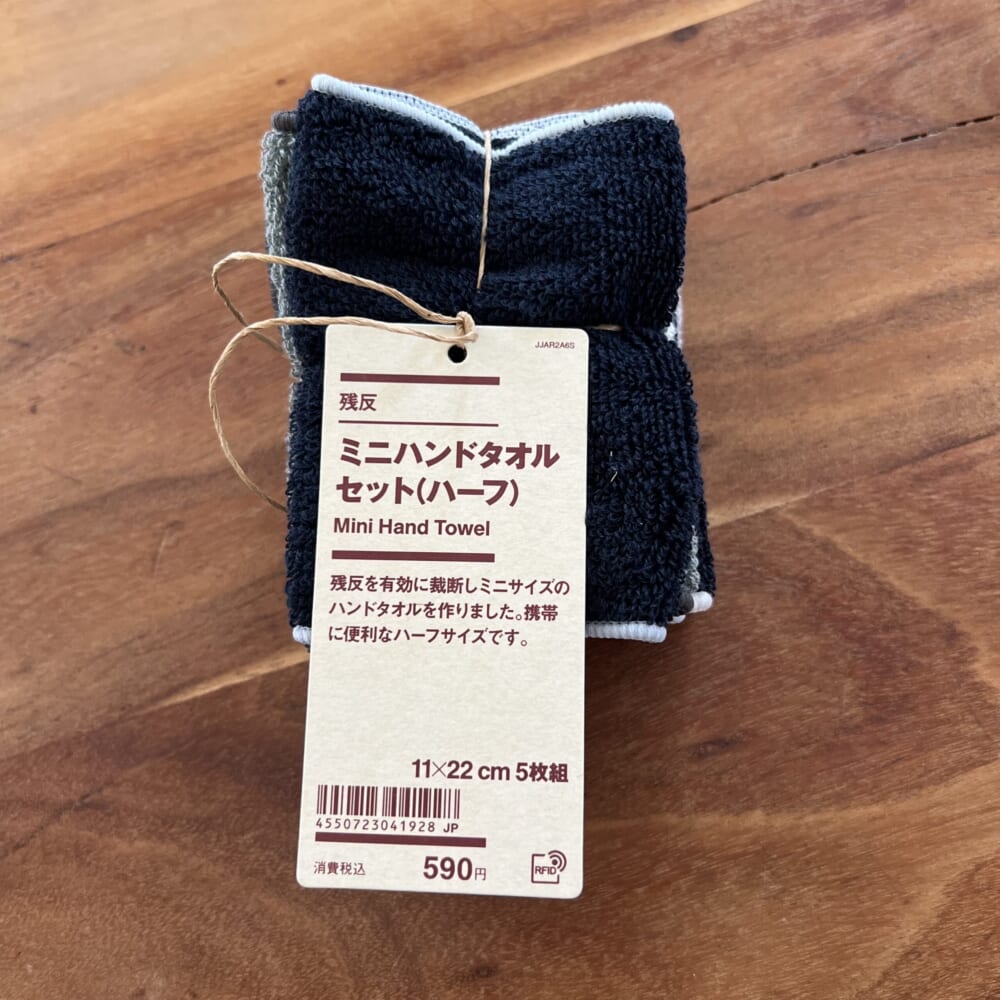 JJAR2A6S
残反
ミニハンドタオル
セット(ハーフ)
Mini Hand Towel
残反を有効に裁断しミニサイズの
ハンドタオルを作りました。携帯
に便利なハーフサイズです。
11×22 cm 5枚組
4550723041928 JP
消費税込 590円
RFID